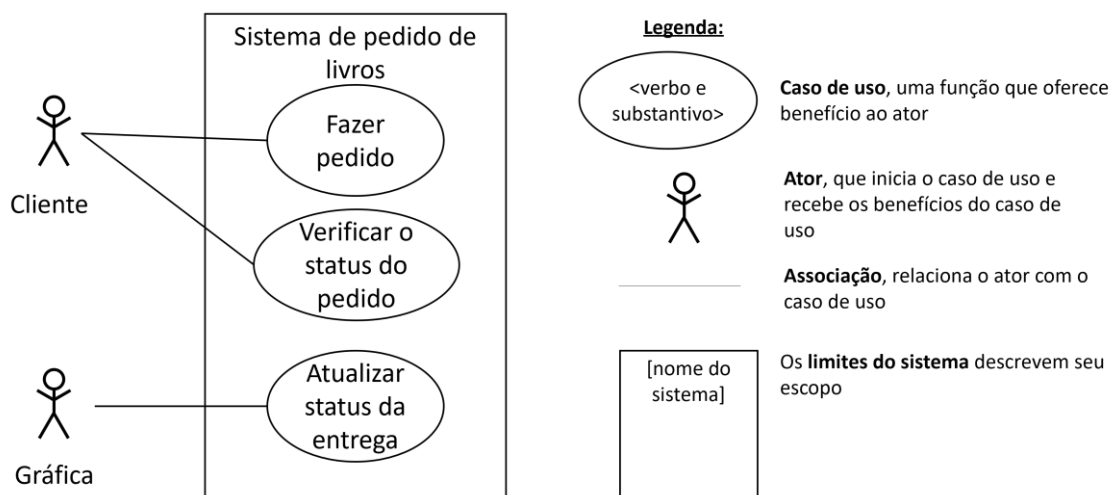 Sistema de pedido de
livros
Fazer
pedido
Cliente
Verificar o
status do
pedido
Atualizar
status da
entrega
Gráfica
Legenda:
<verbo e
substantivo>
Caso de uso, uma função que oferece
benefício ao ator
Ator, que inicia o caso de uso e
recebe os benefícios do caso de
uso
Associação, relaciona o ator com o
caso de uso
[nome do
sistema]
Os limites do sistema descrevem seu
escopo